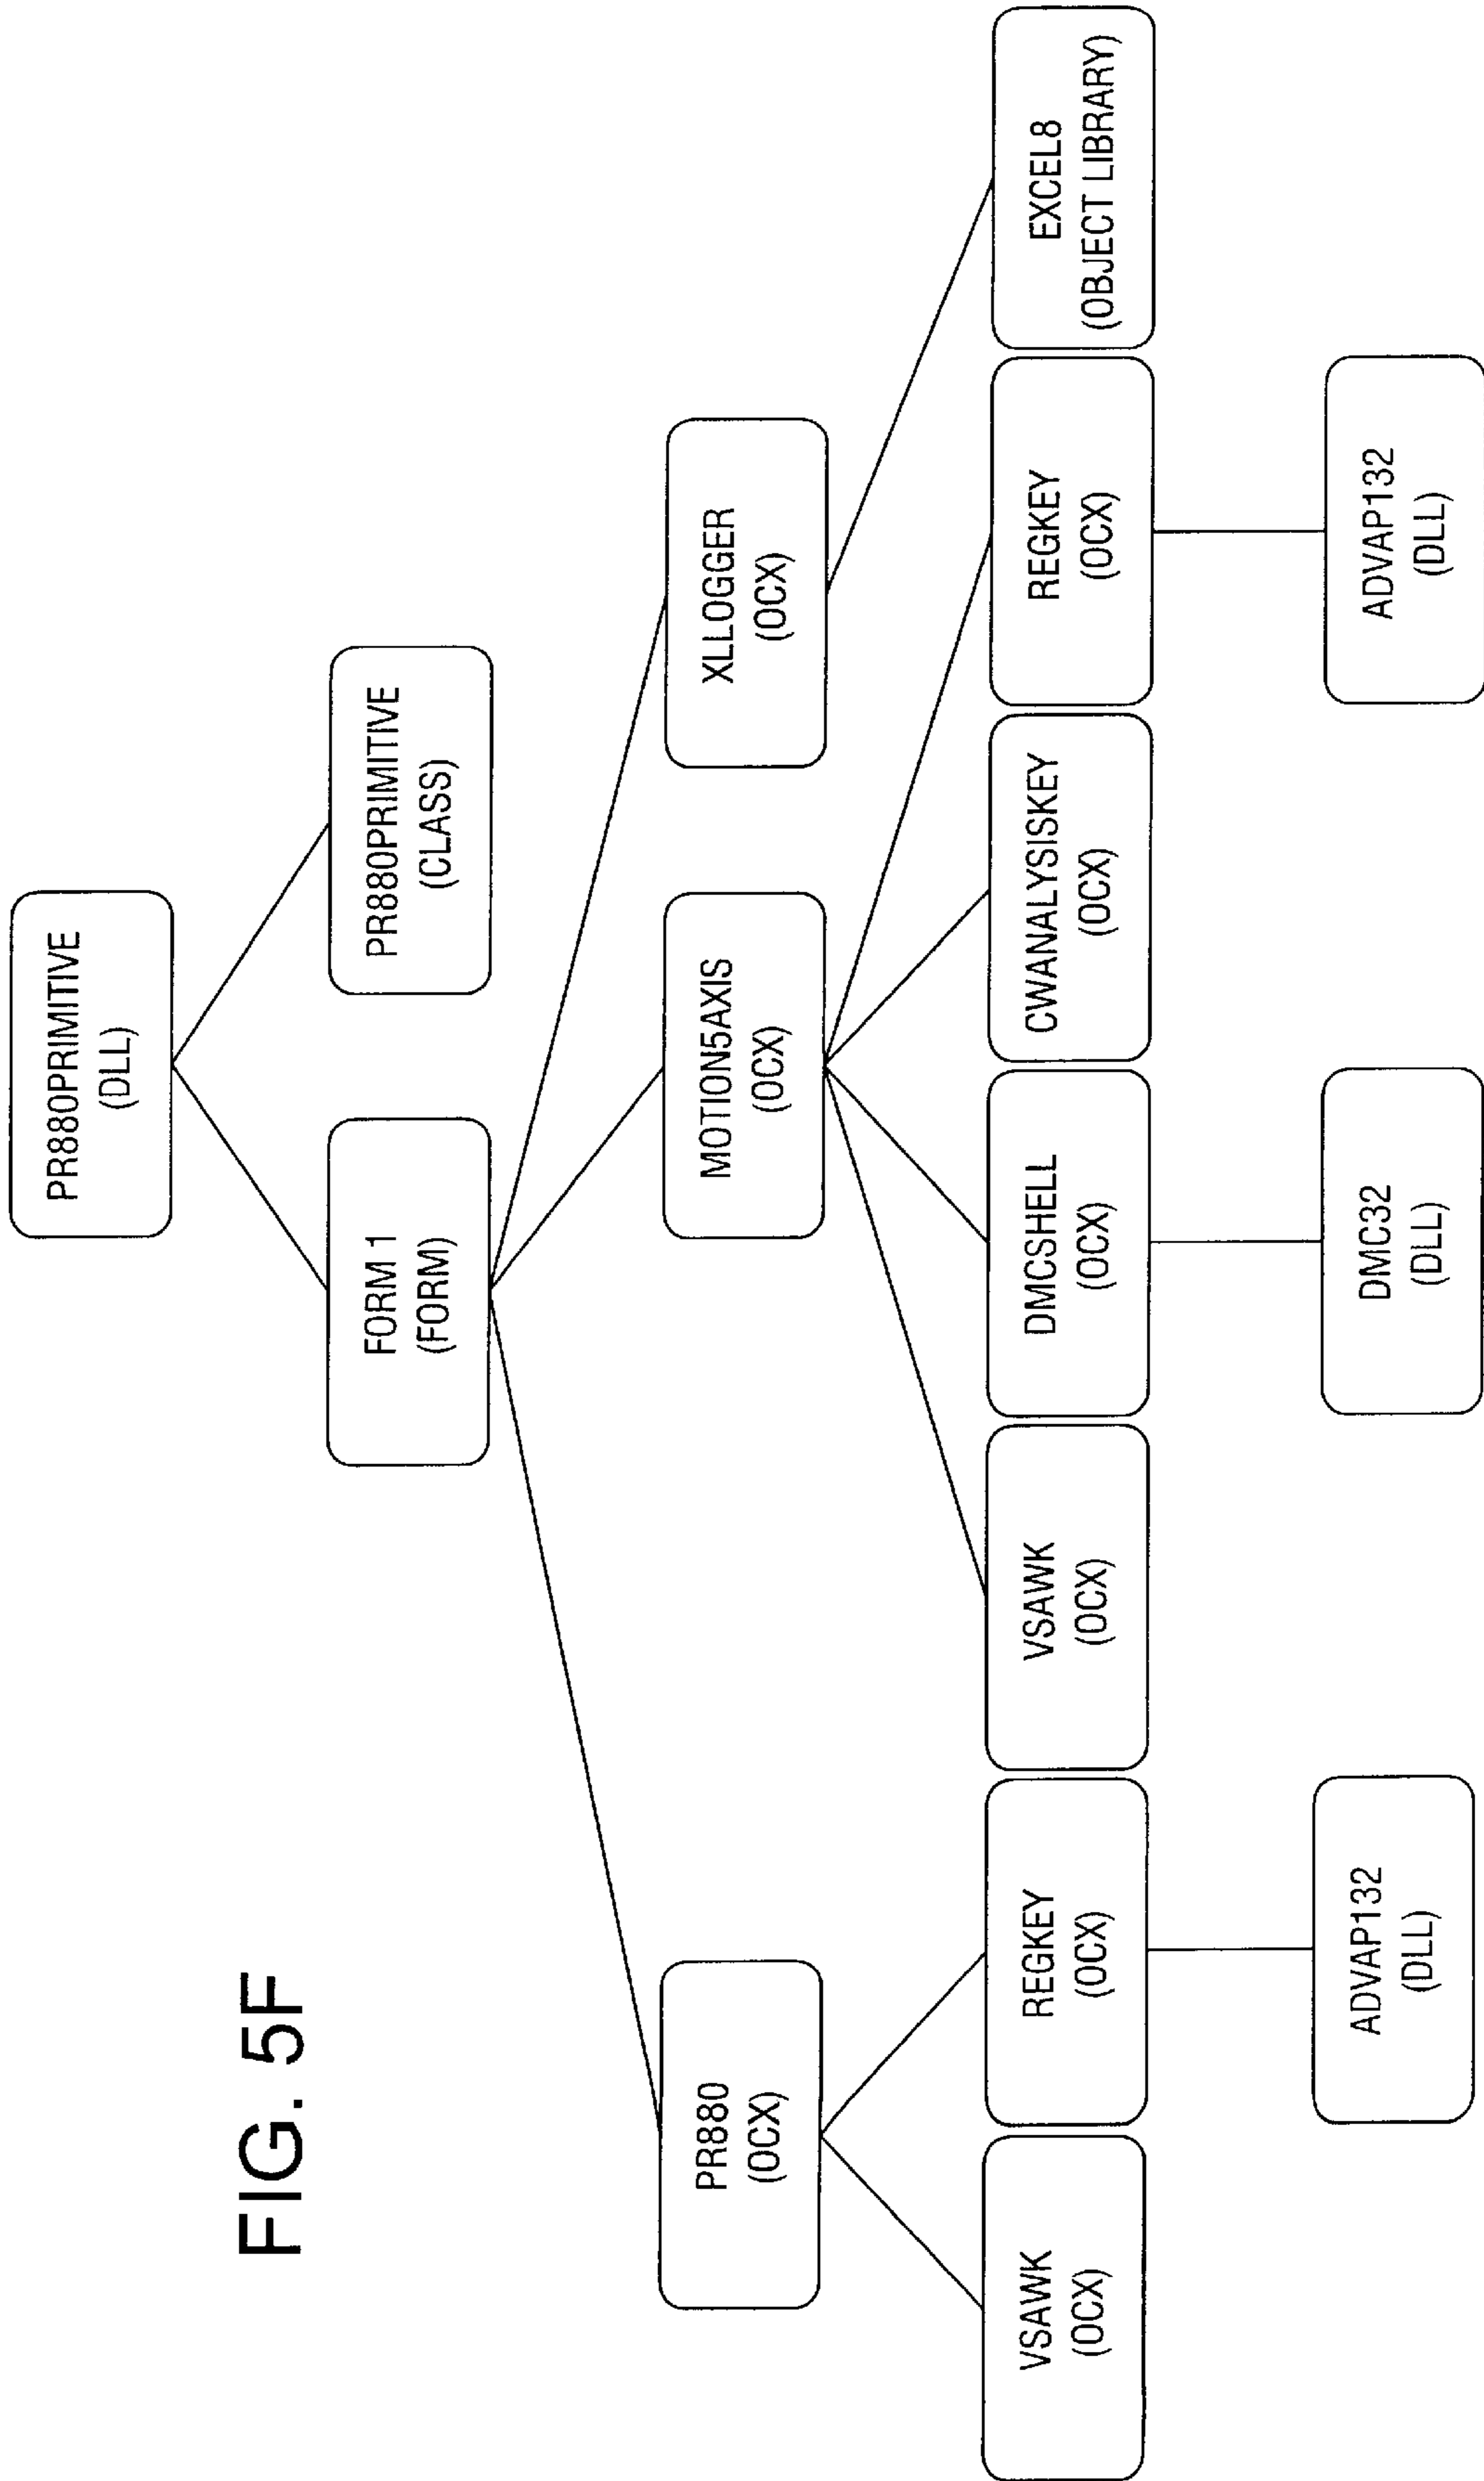 FIG. 5F
PR880PRIMITIVE
(DLL)
FORM 1
(FORM)
PR880PRIMITIVE
(CLASS)
PR880
(OCX)
MOTION5AXIS
(OCX)
XLLOGGER
(OCX)
VSAWK
(OCX)
REGKEY
(OCX)
VSAWK
(OCX)
DMCSHELL
(OCX)
CWANALYSISKEY
(OCX)
REGKEY
(OCX)
EXCEL8
(OBJECT LIBRARY)
ADVAP132
(DLL)
DMC32
(DLL)
ADVAP132
(DLL)